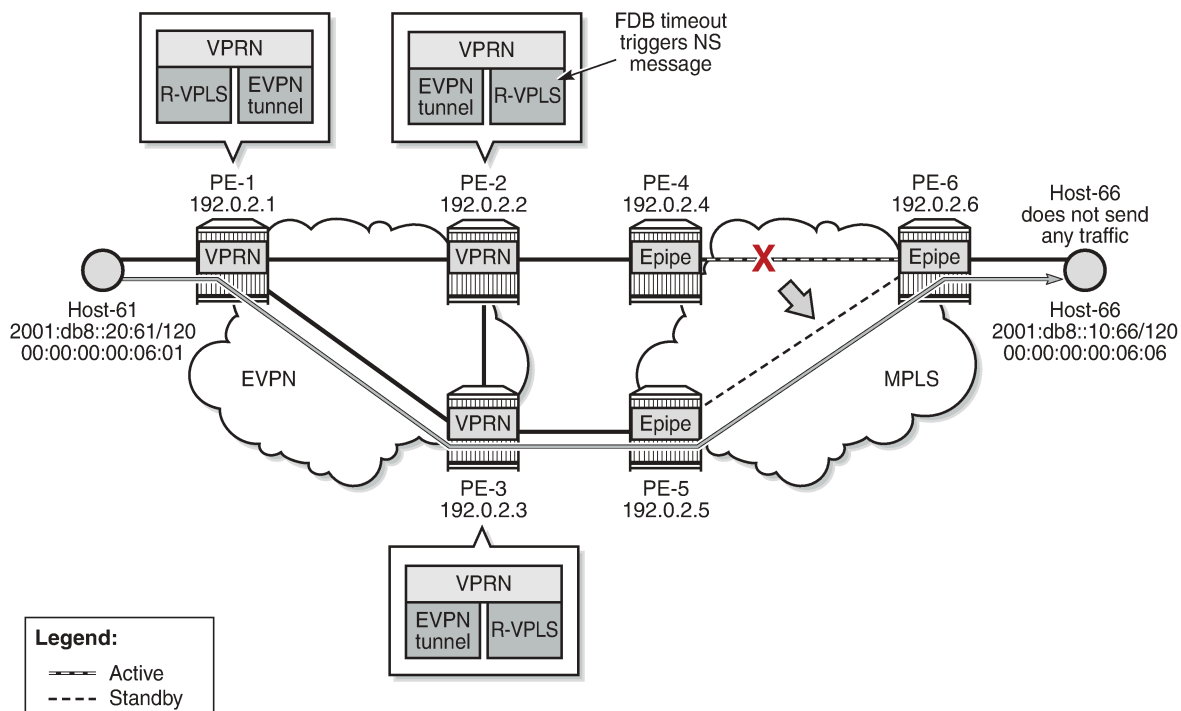 FDB timeout
triggers NS
message
VPRN
R-VPLS
EVPN
tunnel
VPRN
EVPN
tunnel
R-VPLS
PE-1
192.0.2.1
PE-2
192.0.2.2
PE-4
192.0.2.4
PE-6
192.0.2.6
Host-66
does not send
any traffic
VPRN
VPRN
Epipe
X
Epipe
Host-61
2001:db8::20:61/120
00:00:00:00:06:01
Host-66
2001:db8::10:66/120
00:00:00:00:06:06
EVPN
MPLS
VPRN
Epipe
PE-3
192.0.2.3
PE-5
192.0.2.5
VPRN
EVPN
tunnel
R-VPLS
Legend:
Active
Standby